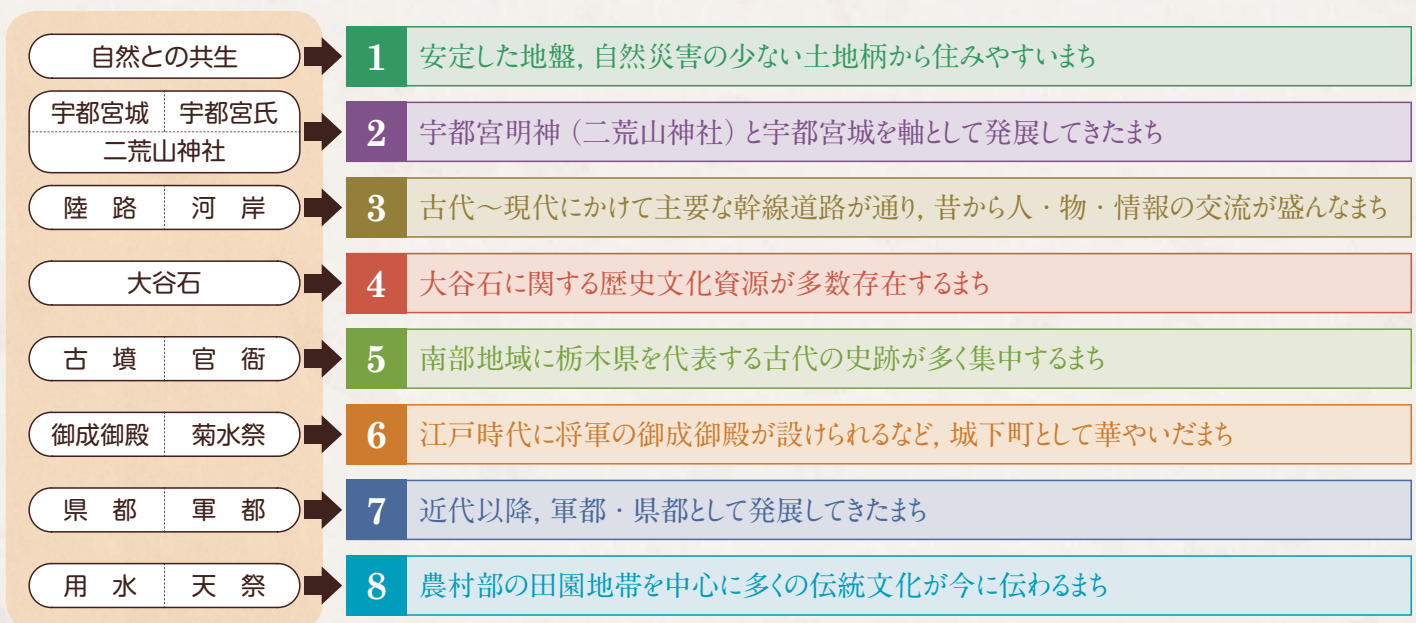 自然との共生
1 安定した地盤,自然災害の少ない土地柄から住みやすいまち
宇都宮城 宇都宮氏
二荒山神社
2 宇都宮明神(二荒山神社)と宇都宮城を軸として発展してきたまち
陸 路 河 岸
3 古代~現代にかけて主要な幹線道路が通り,昔から人・物・情報の交流が盛んなまち
大谷石
4 大谷石に関する歴史文化資源が多数存在するまち
古 墳 官 衙
5 南部地域に栃木県を代表する古代の史跡が多く集中するまち
御成御殿 菊水祭
6 江戸時代に将軍の御成御殿が設けられるなど,城下町として華やいだまち
県 都 軍 都
7 近代以降,軍都・県都として発展してきたまち
用 水 天 祭
8 農村部の田園地帯を中心に多くの伝統文化が今に伝わるまち